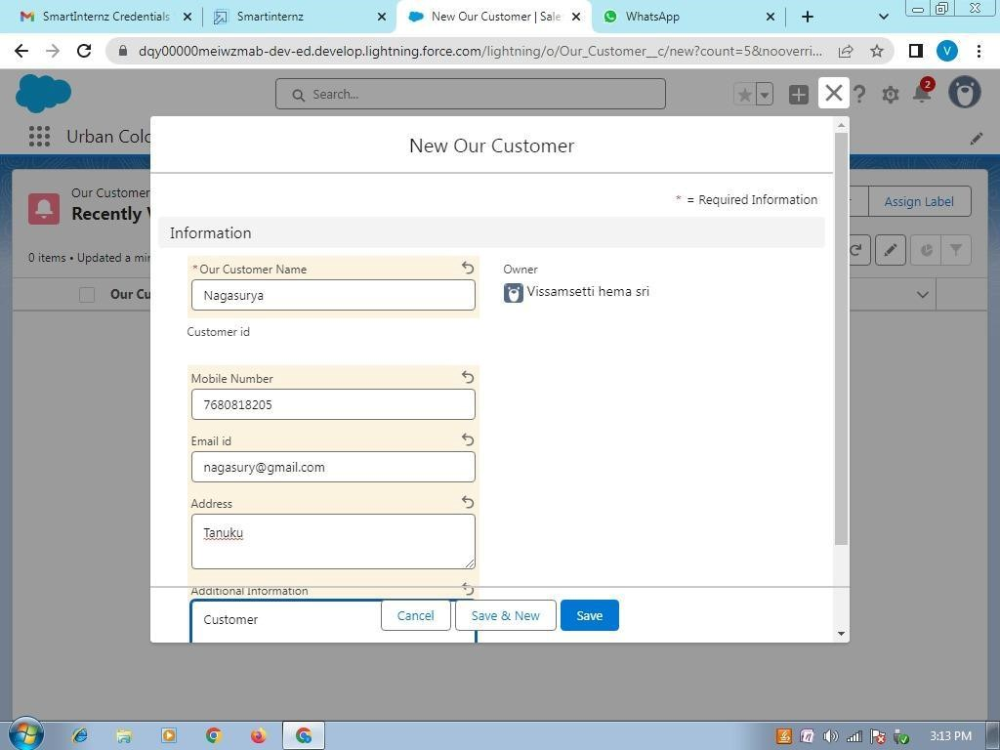 SmartInternz Credentials
Smartinternz
New Our Customer | Sale
WhatsApp
dqy00000meiwzmab-dev-ed.develop.lightning.force.com/lightning/o/Our_Customer__c/new?count=5&nooverri...
V
Search...
2
Urban Colo
New Our Customer
Our Customer
Recently V
Assign Label
* = Required Information
Information
0 items • Updated a min
*Our Customer Name
Owner
Our Cu
Nagasurya
Vissamsetti hema sri
Customer id
Mobile Number
7680818205
Email id
nagasury@gmail.com
Address
Tanuku
Additional Information
Customer
Cancel
Save & New
Save
3:13 PM